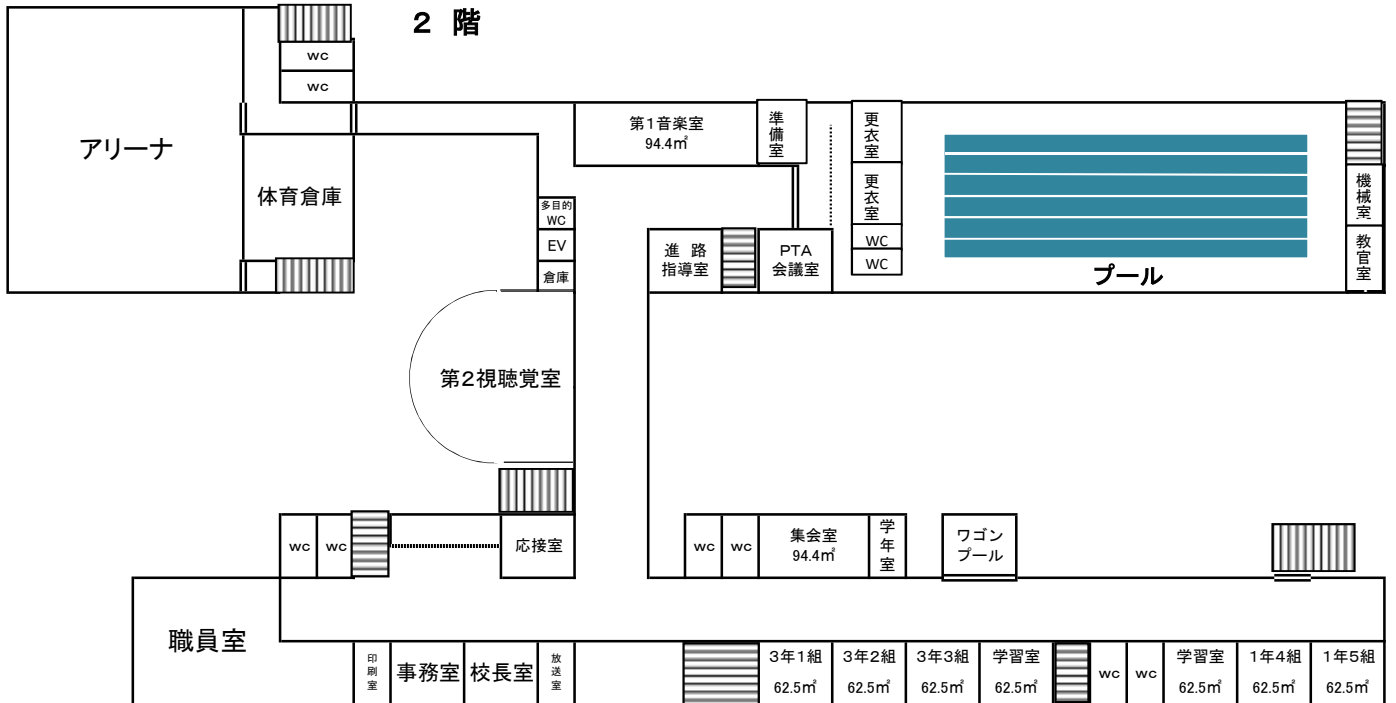 2 階
wc
wc
アリーナ
体育倉庫
第1音楽室
94.4㎡
準備室
更衣室
更衣室
WC
WC
機械室
教官室
プール
多目的
WC
EV
倉庫
進 路
指導室
PTA
会議室
第2視聴覚室
wc
wc
応接室
wc
wc
集会室
94.4㎡
学年室
ワゴン
プール
職員室
印刷室
事務室
校長室
放送室
3年1組
62.5㎡
3年2組
62.5㎡
3年3組
62.5㎡
学習室
62.5㎡
wc
wc
学習室
62.5㎡
1年4組
62.5㎡
1年5組
62.5㎡